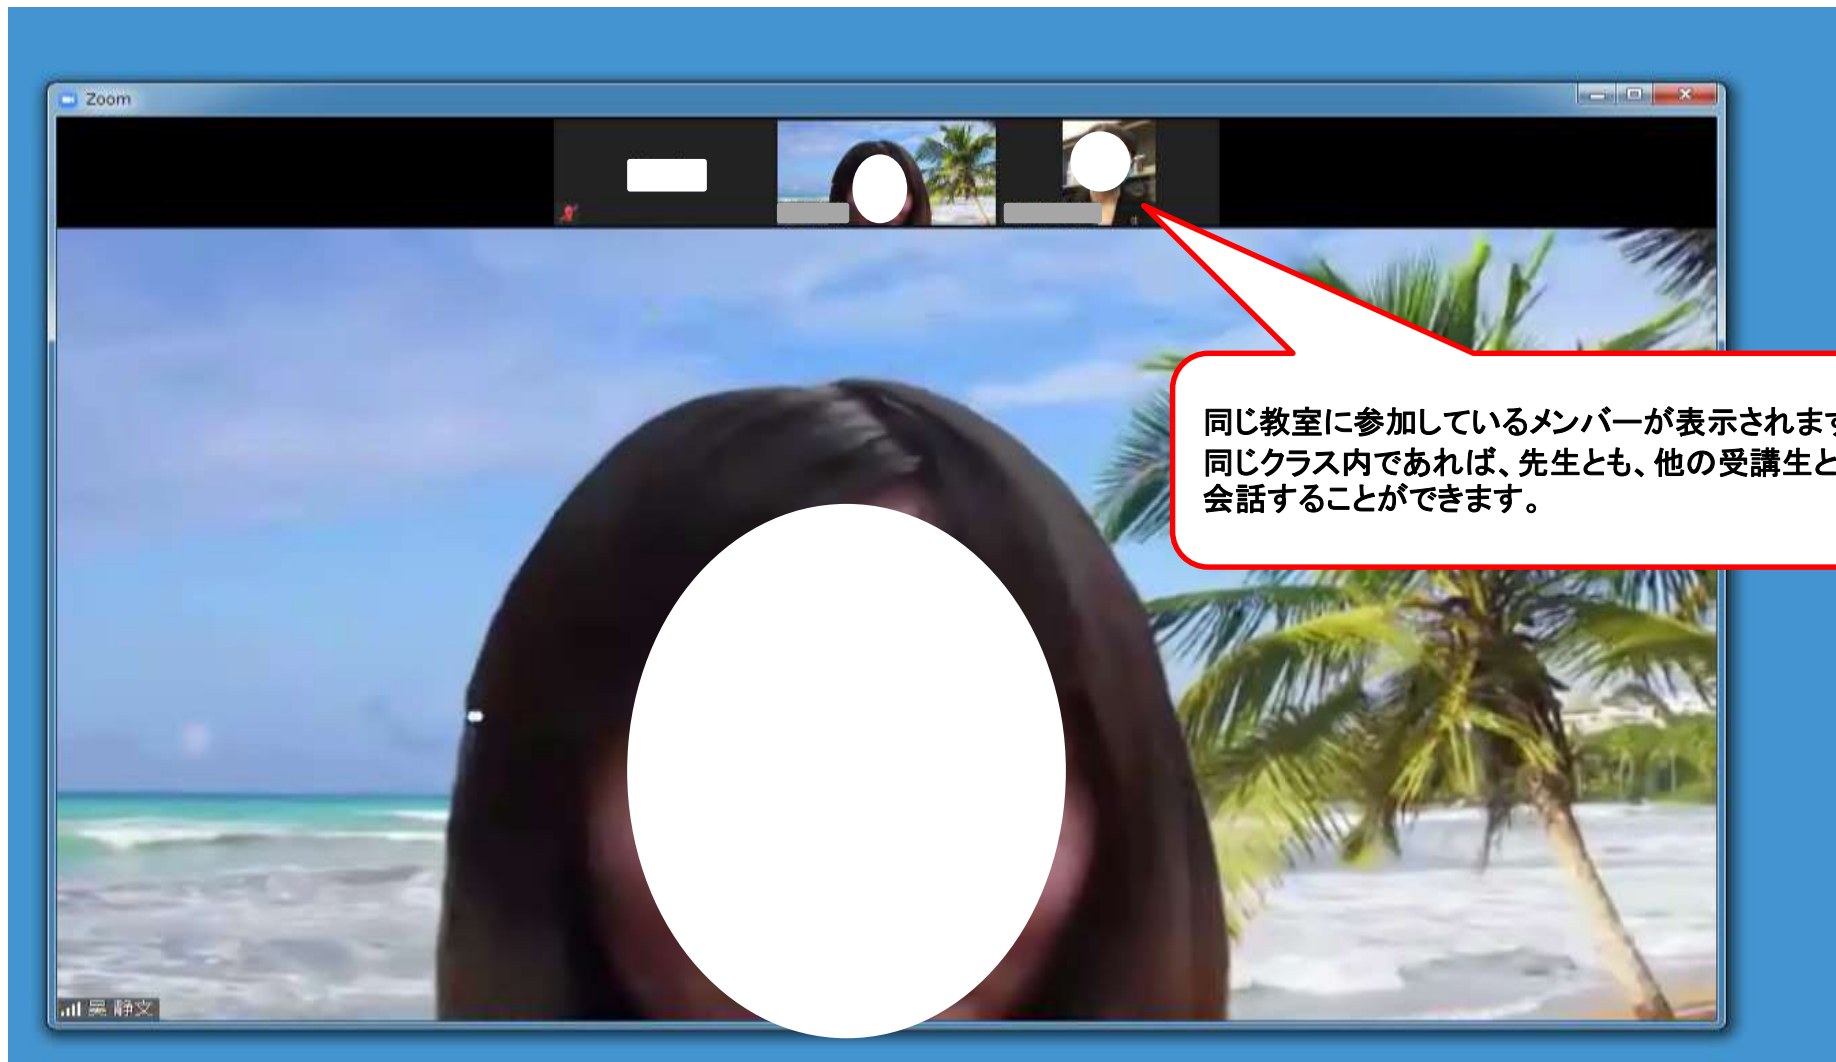 Zoom
同じ教室に参加しているメンバーが表示されます
同じクラス内であれば、先生とも、他の受講生と
会話することができます。
吴 静文